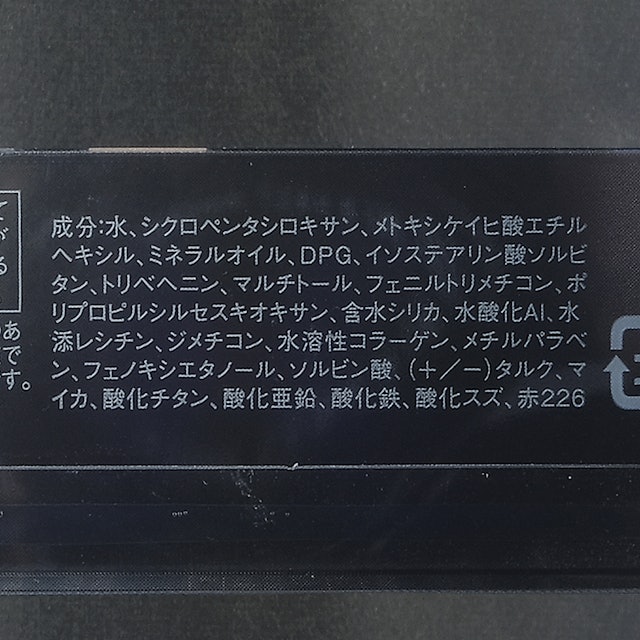 成分:水、シクロペンタシロキサン、メトキシケイヒ酸エチル
ヘキシル、ミネラルオイル、DPG、イソステアリン酸ソルビ
タン、トリベヘニン、マルチトール、フェニルトリメチコン、ポ
リプロピルシルセスキオキサン、含水シリカ、水酸化Al、水
添レシチン、ジメチコン、水溶性コラーゲン、メチルパラベ
ン、フェノキシエタノール、ソルビン酸、(+/−)タルク、マ
イカ、酸化チタン、酸化亜鉛、酸化鉄、酸化スズ、赤226
て
が
る
あ
で
す。